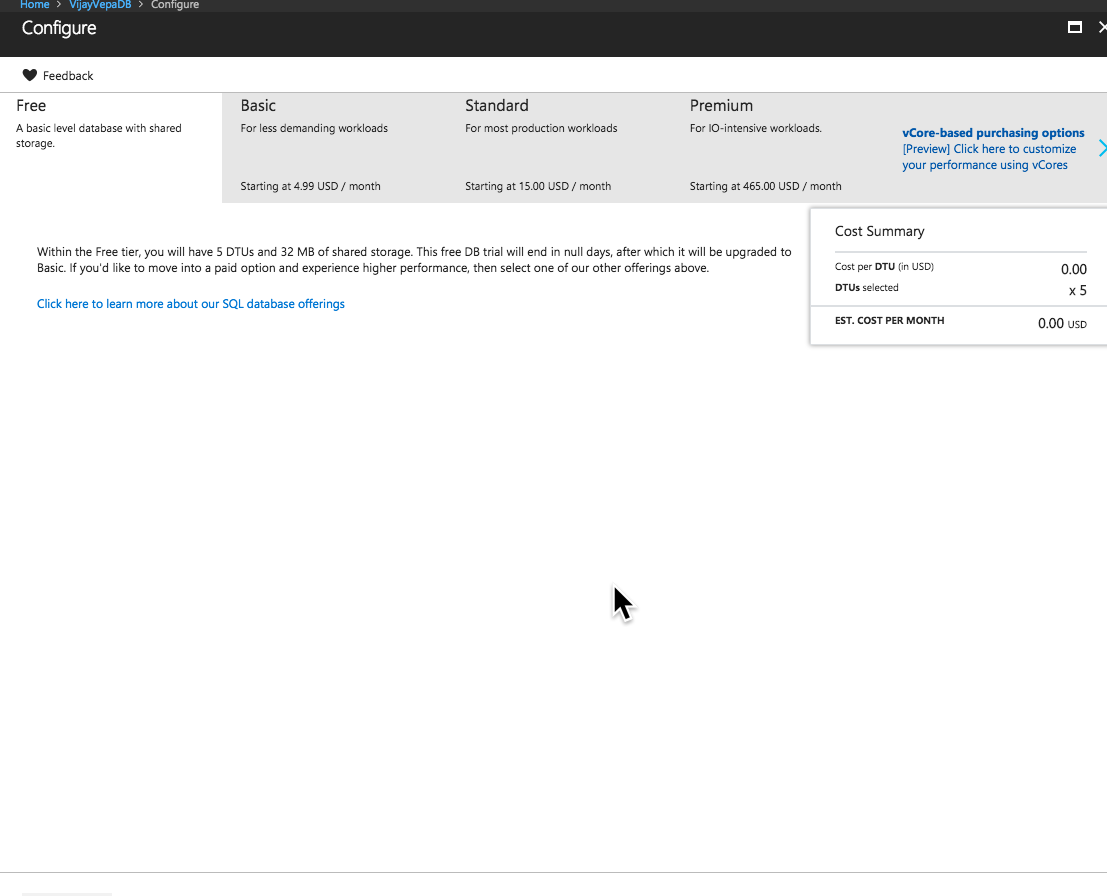 Home > VijayVepaDB > Configure
Configure
Feedback
Free
A basic level database with shared
storage.
Basic
For less demanding workloads
Starting at 4.99 USD / month
Standard
For most production workloads
Starting at 15.00 USD / month
Premium
For IO-intensive workloads.
Starting at 465.00 USD / month
vCore-based purchasing options
[Preview] Click here to customize
your performance using vCores
Within the Free tier, you will have 5 DTUs and 32 MB of shared storage. This free DB trial will end in null days, after which it will be upgraded to
Basic. If you'd like to move into a paid option and experience higher performance, then select one of our other offerings above.
Click here to learn more about our SQL database offerings
Cost Summary
Cost per DTU (in USD) 0.00
DTUs selected x 5
EST. COST PER MONTH 0.00 USD